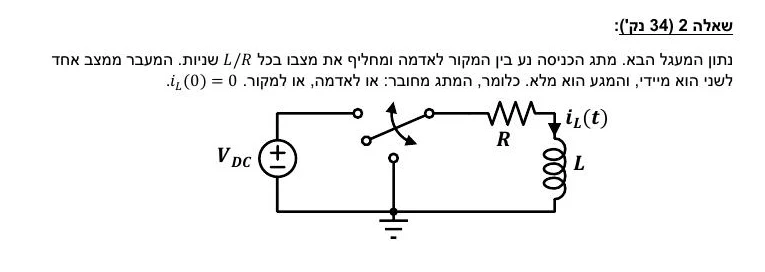 שאלה 2 (34 נק'):
נתון המעגל הבא. מתג הכניסה נע בין המקור לאדמה ומחליף את מצבו בכל L/R שניות. המעבר ממצב אחד
לשני הוא מיידי, והמגע הוא מלא. כלומר, המתג מחובר: או לאדמה, או למקור. i_L(0) = 0.
i_L(t)
R
V_DC
L